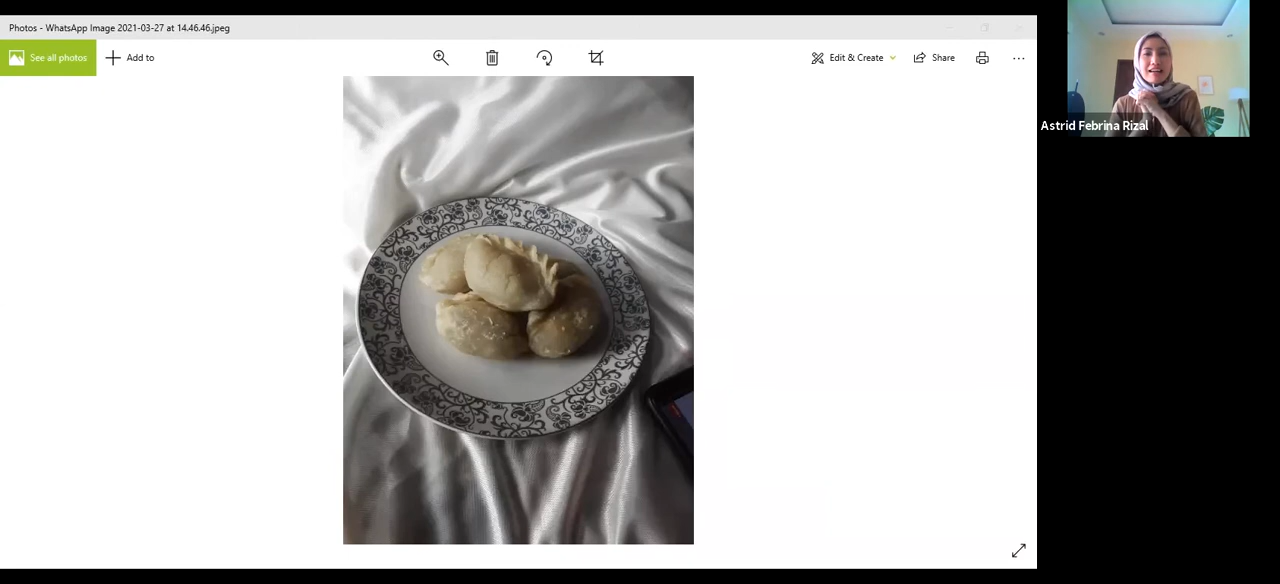 Photos - WhatsApp Image 2021-03-27 at 14.46.46.jpeg
See all photos
Add to
Edit & Create
Share
Astrid Febrina Rizal